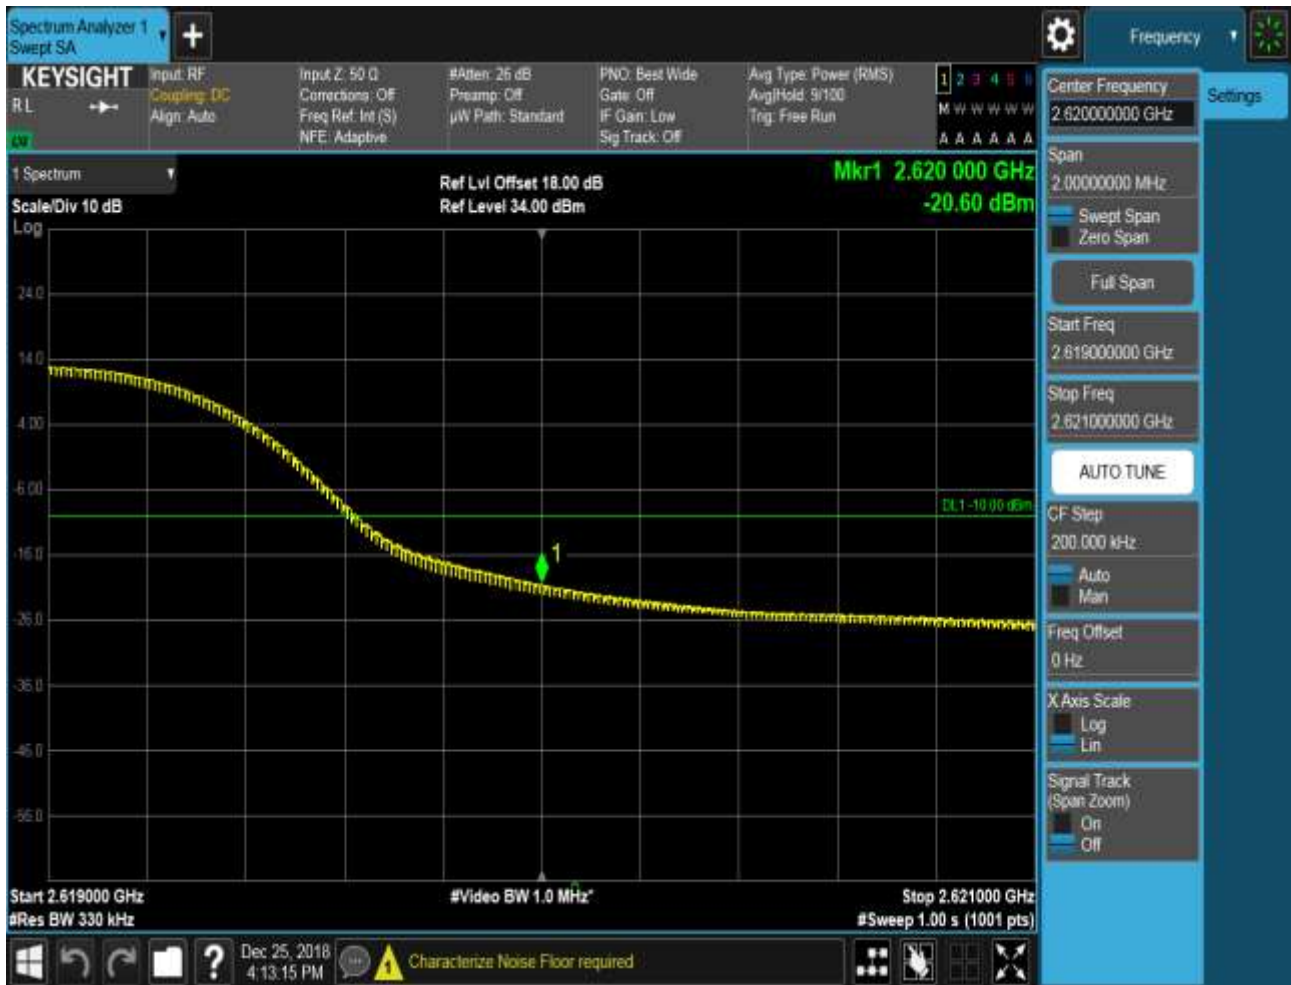 Spectrum Analyzer 1
Swept SA
Frequency
KEYSIGHT
R L
Input: RF
Coupling: DC
Align: Auto
Input Z: 50 Ω
Corrections: Off
Freq Ref: Int (S)
NFE: Adaptive
#Atten: 26 dB
Preamp: Off
µW Path: Standard
PNO: Best Wide
Gate: Off
IF Gain: Low
Sig Track: Off
Avg Type: Power (RMS)
Avg|Hold: 9/100
Trig: Free Run
1 2 3 4 5 6
M W W W W W
A A A A A A
1 Spectrum
Scale/Div 10 dB
Log
Ref Lvl Offset 18.00 dB
Ref Level 34.00 dBm
Mkr1 2.620 000 GHz
-20.60 dBm
24.0
14.0
4.00
-6.00
-16.0
-26.0
-36.0
-46.0
-56.0
DL1 -10.00 dBm
1
Start 2.619000 GHz
#Res BW 330 kHz
#Video BW 1.0 MHz*
Stop 2.621000 GHz
#Sweep 1.00 s (1001 pts)
Center Frequency
2.620000000 GHz
Settings
Span
2.00000000 MHz
Swept Span
Zero Span
Full Span
Start Freq
2.619000000 GHz
Stop Freq
2.621000000 GHz
AUTO TUNE
CF Step
200.000 kHz
Auto
Man
Freq Offset
0 Hz
X Axis Scale
Log
Lin
Signal Track
(Span Zoom)
On
Off
?
Dec 25, 2018
4:13:15 PM
1
Characterize Noise Floor required